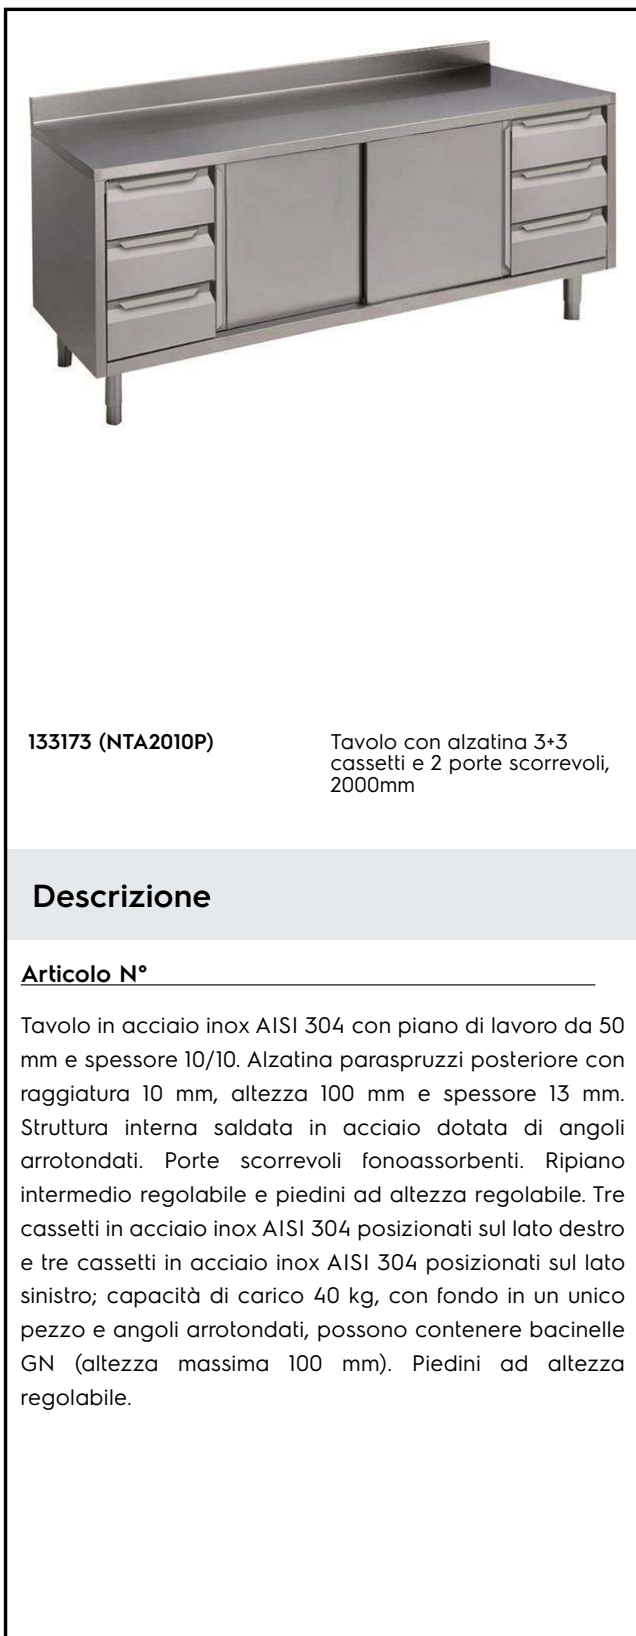 133173 (NTA2010P)
Tavolo con alzatina 3+3
cassetti e 2 porte scorrevoli,
2000mm
Descrizione
Articolo N°
Tavolo in acciaio inox AISI 304 con piano di lavoro da 50
mm e spessore 10/10. Alzatina paraspruzzi posteriore con
raggiatura 10 mm, altezza 100 mm e spessore 13 mm.
Struttura interna saldata in acciaio dotata di angoli
arrotondati. Porte scorrevoli fonoassorbenti. Ripiano
intermedio regolabile e piedini ad altezza regolabile. Tre
cassetti in acciaio inox AISI 304 posizionati sul lato destro
e tre cassetti in acciaio inox AISI 304 posizionati sul lato
sinistro; capacità di carico 40 kg, con fondo in un unico
pezzo e angoli arrotondati, possono contenere bacinelle
GN (altezza massima 100 mm). Piedini ad altezza
regolabile.